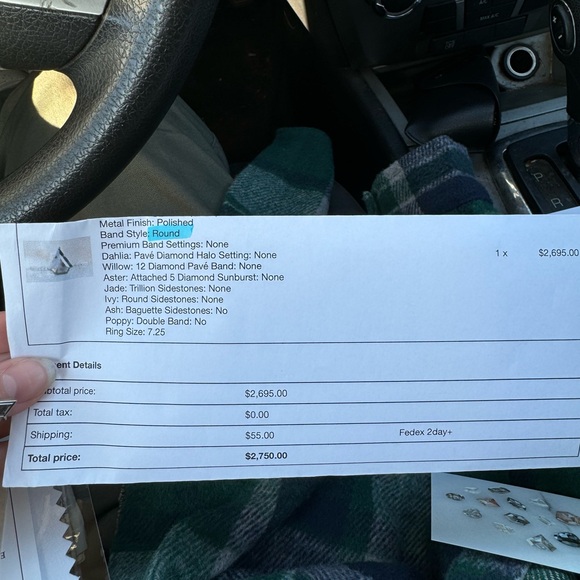 Metal Finish: Polished
Band Style: Round
Premium Band Settings: None
Dahlia: Pavé Diamond Halo Setting: None
1 x $2,695.00
Willow: 12 Diamond Pavé Band: None
Aster: Attached 5 Diamond Sunburst: None
Jade: Trillion Sidestones: None
Ivy: Round Sidestones: None
Ash: Baguette Sidestones: No
Poppy: Double Band: No
Ring Size: 7.25
ent Details
btotal price: $2,695.00
Total tax: $0.00
Shipping: $55.00 Fedex 2day+
Total price: $2,750.00
P
R